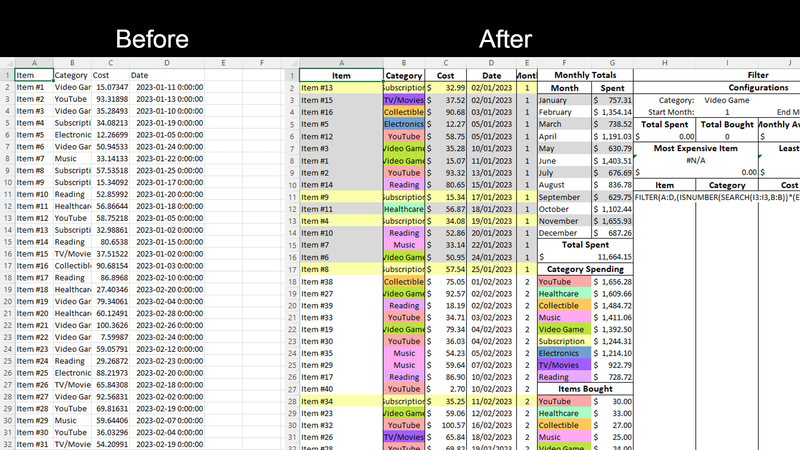 Before
A B C D E F
1 Item Category Cost Date
2 Item #1 Video Gar 15.07347 2023-01-11 0:00:00
3 Item #2 YouTube 93.31898 2023-01-13 0:00:00
4 Item #3 Video Gar 35.28493 2023-01-10 0:00:00
5 Item #4 Subscripti 34.08213 2023-01-19 0:00:00
6 Item #5 Electronic 12.26699 2023-01-05 0:00:00
7 Item #6 Video Gar 50.94533 2023-01-24 0:00:00
8 Item #7 Music 33.14133 2023-01-22 0:00:00
9 Item #8 Subscripti 57.53518 2023-01-25 0:00:00
10 Item #9 Subscripti 15.34092 2023-01-17 0:00:00
11 Item #10 Reading 52.85992 2023-01-20 0:00:00
12 Item #11 Healthcar 56.86644 2023-01-18 0:00:00
13 Item #12 YouTube 58.75218 2023-01-05 0:00:00
14 Item #13 Subscripti 32.98861 2023-01-02 0:00:00
15 Item #14 Reading 80.6538 2023-01-15 0:00:00
16 Item #15 TV/Movie 37.51522 2023-01-02 0:00:00
17 Item #16 Collectibl 90.68154 2023-01-03 0:00:00
18 Item #17 Reading 86.8968 2023-02-10 0:00:00
19 Item #18 Healthcar 27.40346 2023-02-20 0:00:00
20 Item #19 Video Gar 79.34061 2023-02-04 0:00:00
21 Item #20 Healthcar 60.12491 2023-02-28 0:00:00
22 Item #21 Video Gar 100.3626 2023-02-26 0:00:00
23 Item #22 Video Gar 7.59987 2023-02-24 0:00:00
24 Item #23 Video Gar 59.05791 2023-02-12 0:00:00
25 Item #24 Reading 29.26872 2023-02-23 0:00:00
26 Item #25 Electronic 88.21973 2023-02-20 0:00:00
27 Item #26 TV/Movie 65.84308 2023-02-18 0:00:00
28 Item #27 Video Gar 92.56831 2023-02-02 0:00:00
29 Item #28 YouTube 69.81631 2023-02-19 0:00:00
30 Item #29 Music 59.64406 2023-02-07 0:00:00
31 Item #30 YouTube 36.03296 2023-02-04 0:00:00
32 Item #31 TV/Movie 54.20991 2023-02-19 0:00:00
After
A B C D E F G H I J
1 Item Category Cost Date Month Monthly Totals Filter
2 Item #13 Subscription $ 32.99 02/01/2023 1 Month Spent Configurations
3 Item #15 TV/Movies $ 37.52 02/01/2023 1 January $ 757.31 Category: Video Game
4 Item #16 Collectible $ 90.68 03/01/2023 1 February $ 1,354.14 Start Month: 1 End Month
5 Item #5 Electronics $ 12.27 05/01/2023 1 March $ 738.52 Total Spent Total Bought Monthly Av
6 Item #12 YouTube $ 58.75 05/01/2023 1 April $ 1,191.03 $ 0.00 0 $
7 Item #3 Video Game $ 35.28 10/01/2023 1 May $ 630.79 Most Expensive Item Least
8 Item #1 Video Game $ 15.07 11/01/2023 1 June $ 1,403.51 #N/A
9 Item #2 YouTube $ 93.32 13/01/2023 1 July $ 676.69 0.00 $
10 Item #14 Reading $ 80.65 15/01/2023 1 August $ 836.78 Item Category Cost
11 Item #9 Subscription $ 15.34 17/01/2023 1 September $ 629.75 FILTER(A:D,(ISNUMBER(SEARCH(I3:I3,B:B))*(E
12 Item #11 Healthcare $ 56.87 18/01/2023 1 October $ 1,102.44
13 Item #4 Subscription $ 34.08 19/01/2023 1 November $ 1,655.93
14 Item #10 Reading $ 52.86 20/01/2023 1 December $ 687.26
15 Item #7 Music $ 33.14 22/01/2023 1 Total Spent
16 Item #6 Video Game $ 50.95 24/01/2023 1 $ 11,664.15
17 Item #8 Subscription $ 57.54 25/01/2023 1 Category Spending
18 Item #38 Collectible $ 75.05 01/02/2023 2 YouTube $ 1,656.28
19 Item #27 Video Game $ 92.57 02/02/2023 2 Healthcare $ 1,609.66
20 Item #39 Reading $ 18.19 02/02/2023 2 Collectible $ 1,484.72
21 Item #33 YouTube $ 34.71 03/02/2023 2 Music $ 1,411.06
22 Item #19 Video Game $ 79.34 04/02/2023 2 Video Game $ 1,392.50
23 Item #30 YouTube $ 36.03 04/02/2023 2 Subscription $ 1,244.31
24 Item #35 Music $ 54.23 05/02/2023 2 Electronics $ 1,214.10
25 Item #29 Music $ 59.64 07/02/2023 2 TV/Movies $ 922.79
26 Item #17 Reading $ 86.90 10/02/2023 2 Reading $ 728.72
27 Item #40 YouTube $ 2.70 10/02/2023 2 Items Bought
28 Item #34 Subscription $ 35.25 11/02/2023 2 YouTube $ 30.00
29 Item #23 Video Game $ 59.06 12/02/2023 2 Healthcare $ 33.00
30 Item #32 YouTube $ 100.57 16/02/2023 2 Collectible $ 27.00
31 Item #26 TV/Movies $ 65.84 18/02/2023 2 Music $ 25.00
32 Item #28 YouTube $ 69.82 19/02/2023 2 Video Game $ 24.00